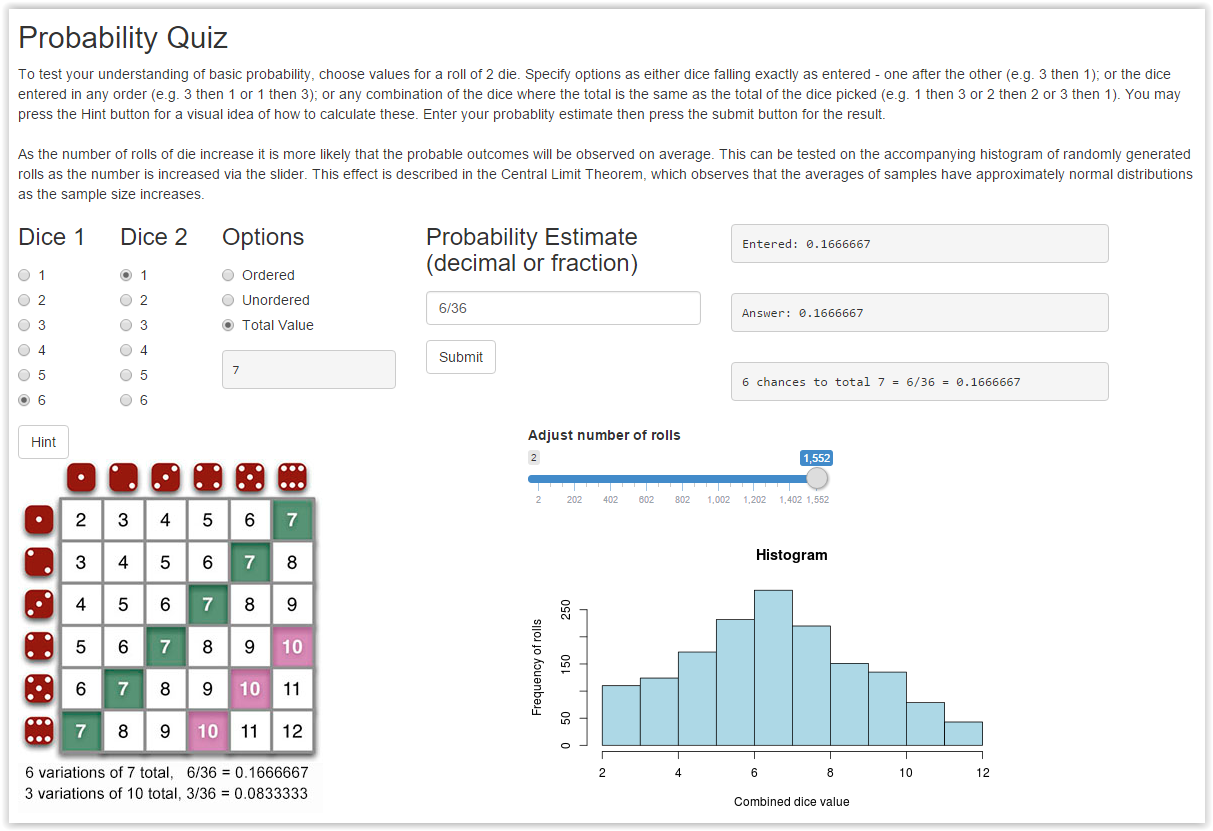 Probability Quiz
To test your understanding of basic probability, choose values for a roll of 2 die. Specify options as either dice falling exactly as entered - one after the other (e.g. 3 then 1); or the dice
entered in any order (e.g. 3 then 1 or 1 then 3); or any combination of the dice where the total is the same as the total of the dice picked (e.g. 1 then 3 or 2 then 2 or 3 then 1). You may
press the Hint button for a visual idea of how to calculate these. Enter your probablity estimate then press the submit button for the result.
As the number of rolls of die increase it is more likely that the probable outcomes will be observed on average. This can be tested on the accompanying histogram of randomly generated
rolls as the number is increased via the slider. This effect is described in the Central Limit Theorem, which observes that the averages of samples have approximately normal distributions
as the sample size increases.
Dice 1
1
2
3
4
5
6
Dice 2
1
2
3
4
5
6
Options
Ordered
Unordered
Total Value
7
Probability Estimate
(decimal or fraction)
6/36
Submit
Entered: 0.1666667
Answer: 0.1666667
6 chances to total 7 = 6/36 = 0.1666667
Hint
2 3 4 5 6 7
3 4 5 6 7 8
4 5 6 7 8 9
5 6 7 8 9 10
6 7 8 9 10 11
7 8 9 10 11 12
6 variations of 7 total, 6/36 = 0.1666667
3 variations of 10 total, 3/36 = 0.0833333
Adjust number of rolls
2 1,552
2 202 402 602 802 1,002 1,202 1,402 1,552
Histogram
Frequency of rolls
250
150
50
0
2 4 6 8 10 12
Combined dice value